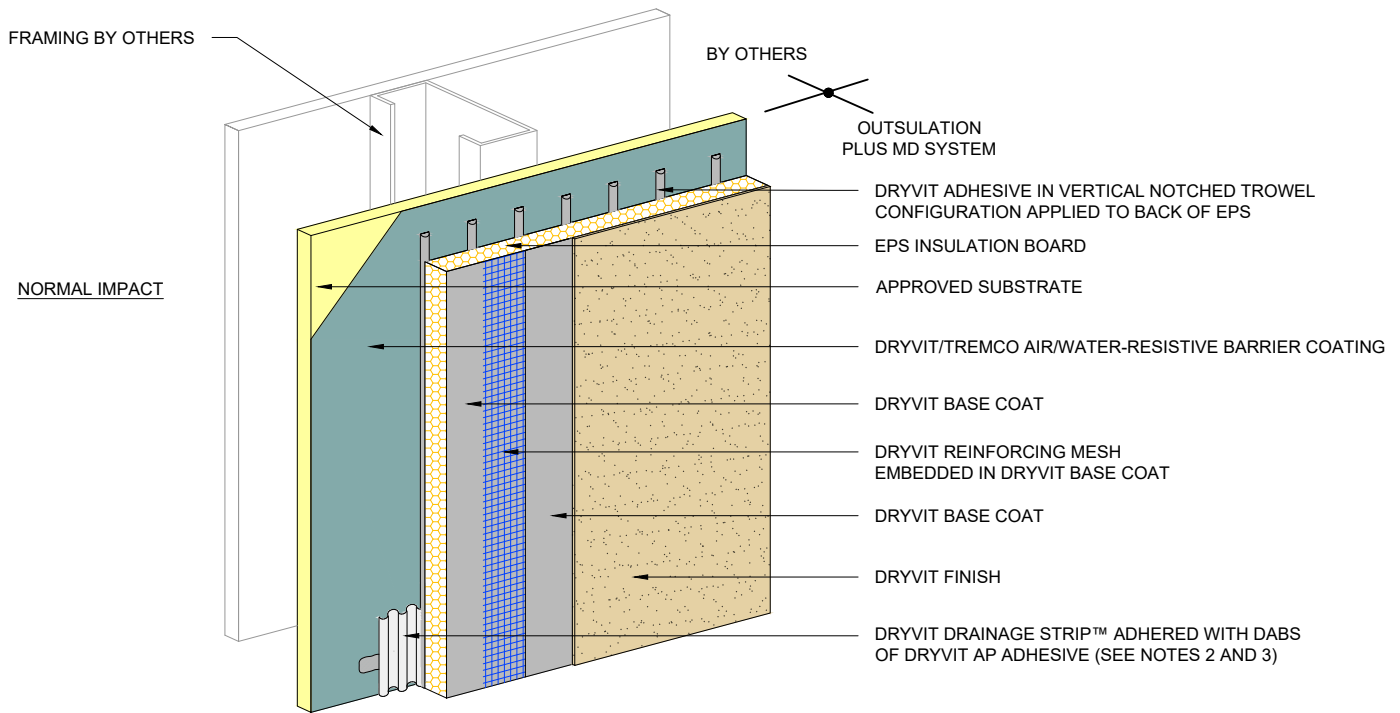 FRAMING BY OTHERS
BY OTHERS
OUTSULATION
PLUS MD SYSTEM
DRYVIT ADHESIVE IN VERTICAL NOTCHED TROWEL
CONFIGURATION APPLIED TO BACK OF EPS
EPS INSULATION BOARD
NORMAL IMPACT
APPROVED SUBSTRATE
DRYVIT/TREMCO AIR/WATER-RESISTIVE BARRIER COATING
DRYVIT BASE COAT
DRYVIT REINFORCING MESH
EMBEDDED IN DRYVIT BASE COAT
DRYVIT BASE COAT
DRYVIT FINISH
DRYVIT DRAINAGE STRIP™ ADHERED WITH DABS
OF DRYVIT AP ADHESIVE (SEE NOTES 2 AND 3)